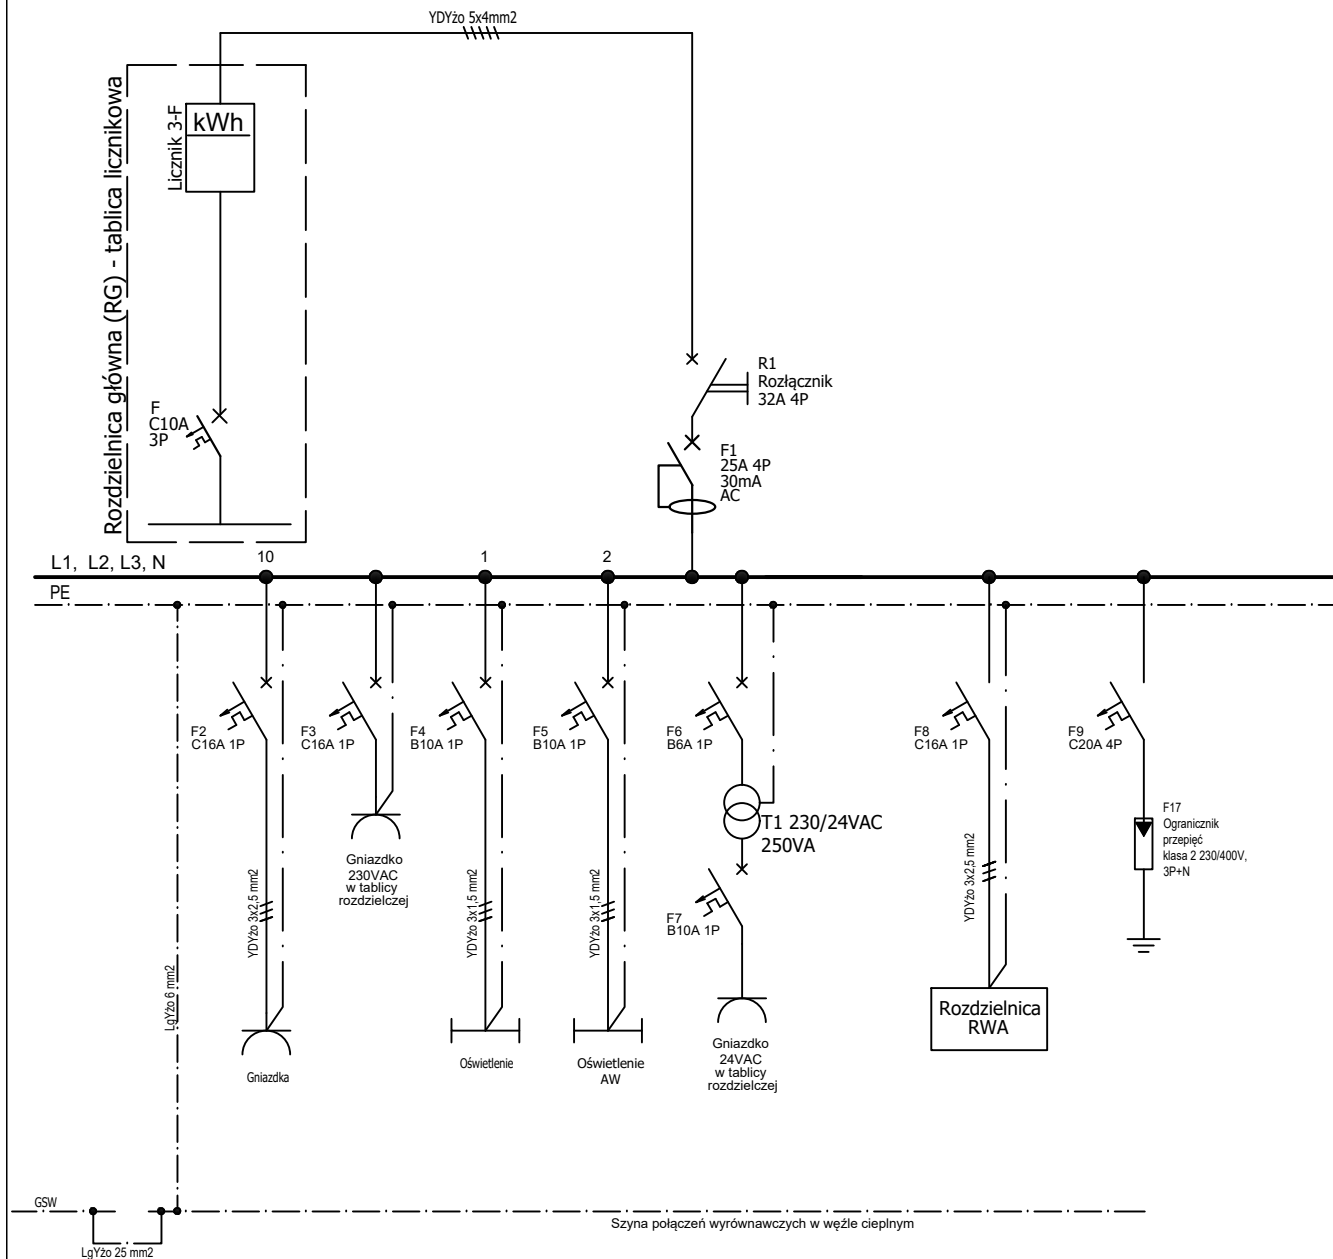 YDYżo 5x4mm2
Rozdzielnica główna (RG) - tablica licznikowa
Licznik 3-F
kWh
F
C10A
3P
R1
Rozłącznik
32A 4P
F1
25A 4P
30mA
AC
L1, L2, L3, N
10
1
2
PE
F2
C16A 1P
F3
C16A 1P
F4
B10A 1P
F5
B10A 1P
F6
B6A 1P
F8
C16A 1P
F9
C20A 4P
T1 230/24VAC
250VA
F17
Ogranicznik
przepięć
klasa 2 230/400V,
3P+N
Gniazdko
230VAC
w tablicy
rozdzielczej
YDYżo 3x2,5 mm2
YDYżo 3x1,5 mm2
YDYżo 3x1,5 mm2
F7
B10A 1P
YDYżo 3x2,5 mm2
LgYżo 6 mm2
Gniazdka
Oświetlenie
Oświetlenie
AW
Gniazdko
24VAC
w tablicy
rozdzielczej
Rozdzielnica
RWA
GSW
LgYżo 25 mm2
Szyna połączeń wyrównawczych w węźle cieplnym